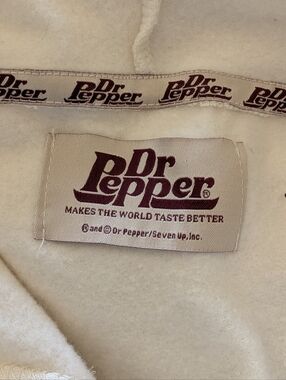 Dr Dr Dr Dr
epper Pepper Pepper Pepper
Dr
Pepper®
MAKES THE WORLD TASTE BETTER
® and © Dr Pepper/Seven Up, Inc.